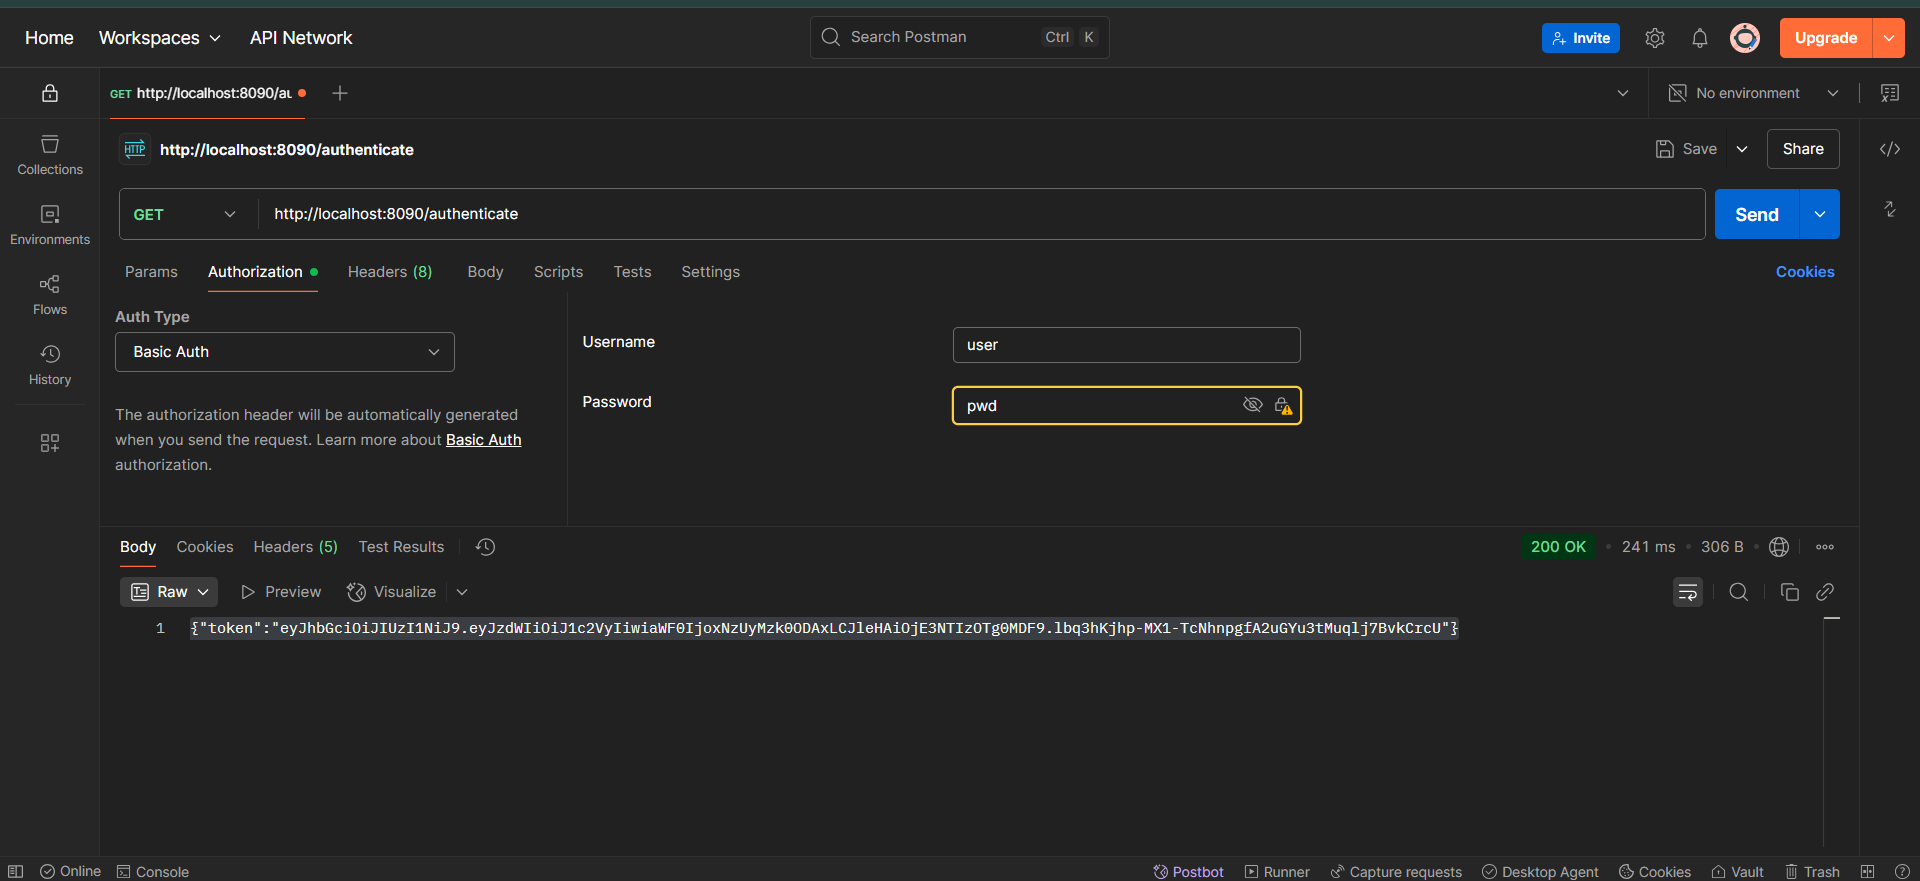 Home Workspaces API Network Search Postman Ctrl K Invite Upgrade
GET http://localhost:8090/au No environment
HTTP http://localhost:8090/authenticate Save Share
Collections
GET http://localhost:8090/authenticate Send
Environments
Params Authorization Headers (8) Body Scripts Tests Settings Cookies
Flows
Auth Type
Username user
Basic Auth
History
Password pwd
The authorization header will be automatically generated
when you send the request. Learn more about Basic Auth
authorization.
Body Cookies Headers (5) Test Results 200 OK • 241 ms • 306 B •
Raw Preview Visualize
1 {"token":"eyJhbGciOiJIUzI1NiJ9.eyJzdWIiOiJ1c2VyIiwiaWF0IjoxNzUyMzk0ODAxLCJleHAiOjE3NTIzOTg0MDF9.lbq3hKjhp-MX1-TcNhnpgfA2uGYu3tMuqlj7BvkCrcU"}
Online Console Postbot Runner Capture requests Desktop Agent Cookies Vault Trash